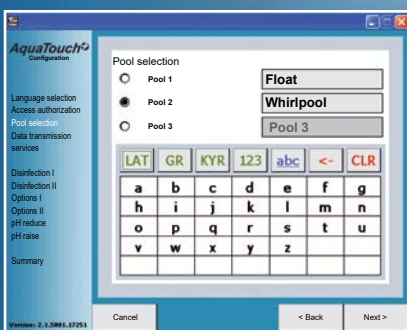 AquaTouch
Configuration
Language selection
Access authorization
Pool selection
Data transmission
services
Disinfection I
Disinfection II
Options I
Options II
pH reduce
pH raise
Summary
Version: 2.1.5001.17251
Pool selection
Pool 1 Float
Pool 2 Whirlpool
Pool 3 Pool 3
LAT GR KYR 123 abc <- CLR
a b c d e f g
h i j k l m n
o p q r s t u
v w x y z
Cancel < Back Next >